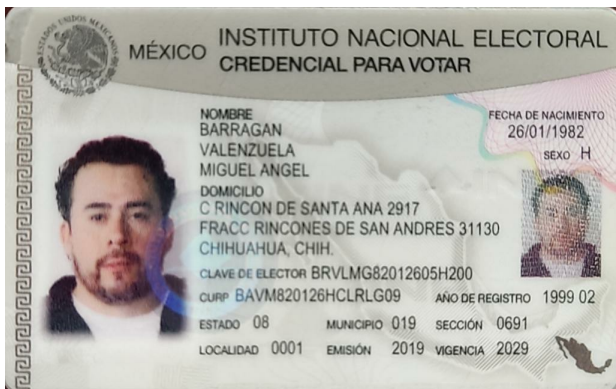 MÉXICO INSTITUTO NACIONAL ELECTORAL
CREDENCIAL PARA VOTAR
NOMBRE
BARRAGAN
VALENZUELA
MIGUEL ANGEL
FECHA DE NACIMIENTO
26/01/1982
SEXO H
DOMICILIO
C RINCON DE SANTA ANA 2917
FRACC RINCONES DE SAN ANDRES 31130
CHIHUAHUA, CHIH.
CLAVE DE ELECTOR BRVLMG82012605H200
CURP BAVM820126HCLRLG09 AÑO DE REGISTRO 1999 02
ESTADO 08 MUNICIPIO 019 SECCIÓN 0691
LOCALIDAD 0001 EMISIÓN 2019 VIGENCIA 2029